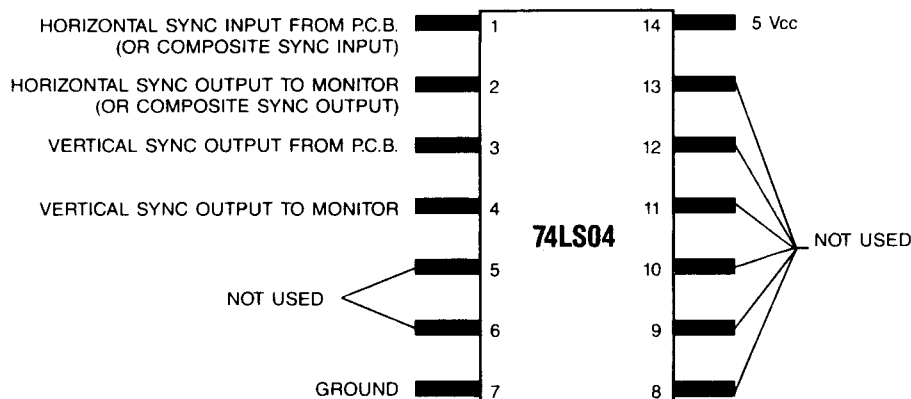 HORIZONTAL SYNC INPUT FROM P.C.B.
(OR COMPOSITE SYNC INPUT)
HORIZONTAL SYNC OUTPUT TO MONITOR
(OR COMPOSITE SYNC OUTPUT)
VERTICAL SYNC OUTPUT FROM P.C.B.
VERTICAL SYNC OUTPUT TO MONITOR
NOT USED
GROUND
1
2
3
4
5
6
7
74LS04
14
13
12
11
10
9
8
5 Vcc
NOT USED